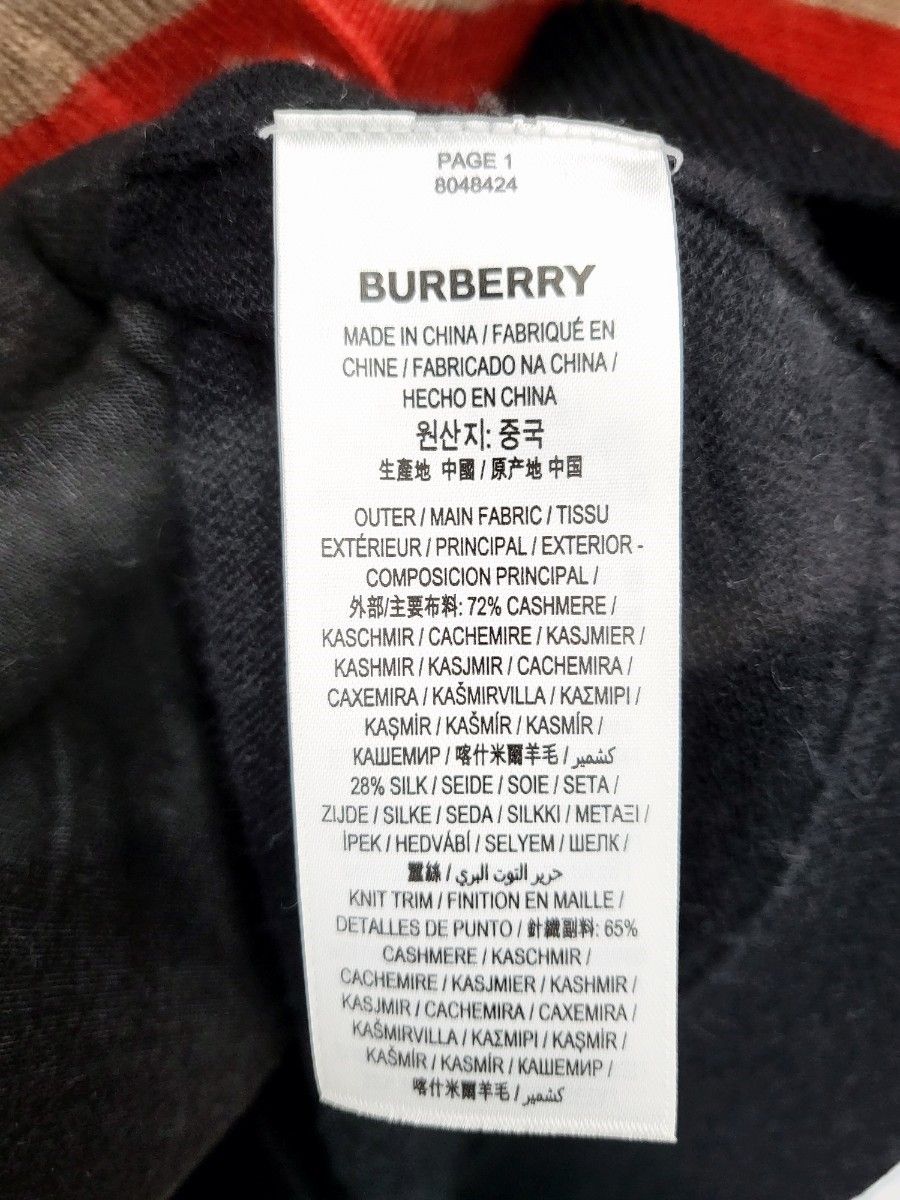 PAGE 1
8048424
BURBERRY
MADE IN CHINA / FABRIQUÉ EN
CHINE / FABRICADO NA CHINA /
HECHO EN CHINA
원산지: 중국
生產地 中國 / 原产地 中国
OUTER / MAIN FABRIC / TISSU
EXTÉRIEUR / PRINCIPAL / EXTERIOR -
COMPOSICION PRINCIPAL /
外部/主要布料: 72% CASHMERE /
KASCHMIR / CACHEMIRE / KASJMIER /
KASHMIR / KASJMIR / CACHEMIRA /
CAXEMIRA / KAŠMIRVILLA / ΚΑΣΜΙΡΙ /
KAŞMİR / KAŠMÍR / KASMÍR /
КАШЕМИР / 喀什米爾羊毛 / كشمير
28% SILK / SEIDE / SOIE / SETA /
ZIJDE / SILKE / SEDA / SILKKI / ΜΕΤΑΞΙ /
İPEK / HEDVÁBÍ / SELYEM / ШЕЛК /
蠶絲 / حرير التوت البري
KNIT TRIM / FINITION EN MAILLE /
DETALLES DE PUNTO / 針織副料: 65%
CASHMERE / KASCHMIR /
CACHEMIRE / KASJMIER / KASHMIR /
KASJMIR / CACHEMIRA / CAXEMIRA /
KAŠMIRVILLA / ΚΑΣΜΙΡΙ / KAŞMİR /
KAŠMÍR / KASMÍR / КАШЕМИР /
喀什米爾羊毛 / كشمير